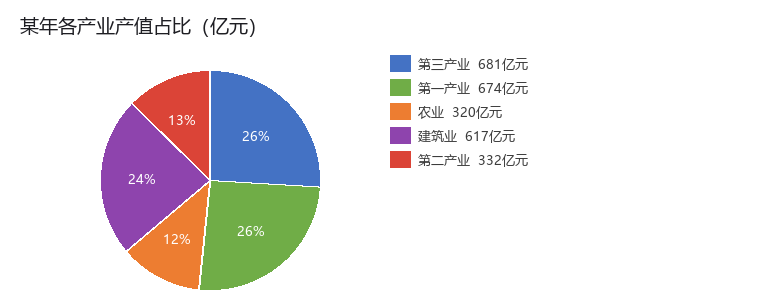 某年各产业产值占比（亿元）
第三产业 681亿元
第一产业 674亿元
农业 320亿元
建筑业 617亿元
第二产业 332亿元
13%
26%
24%
26%
12%